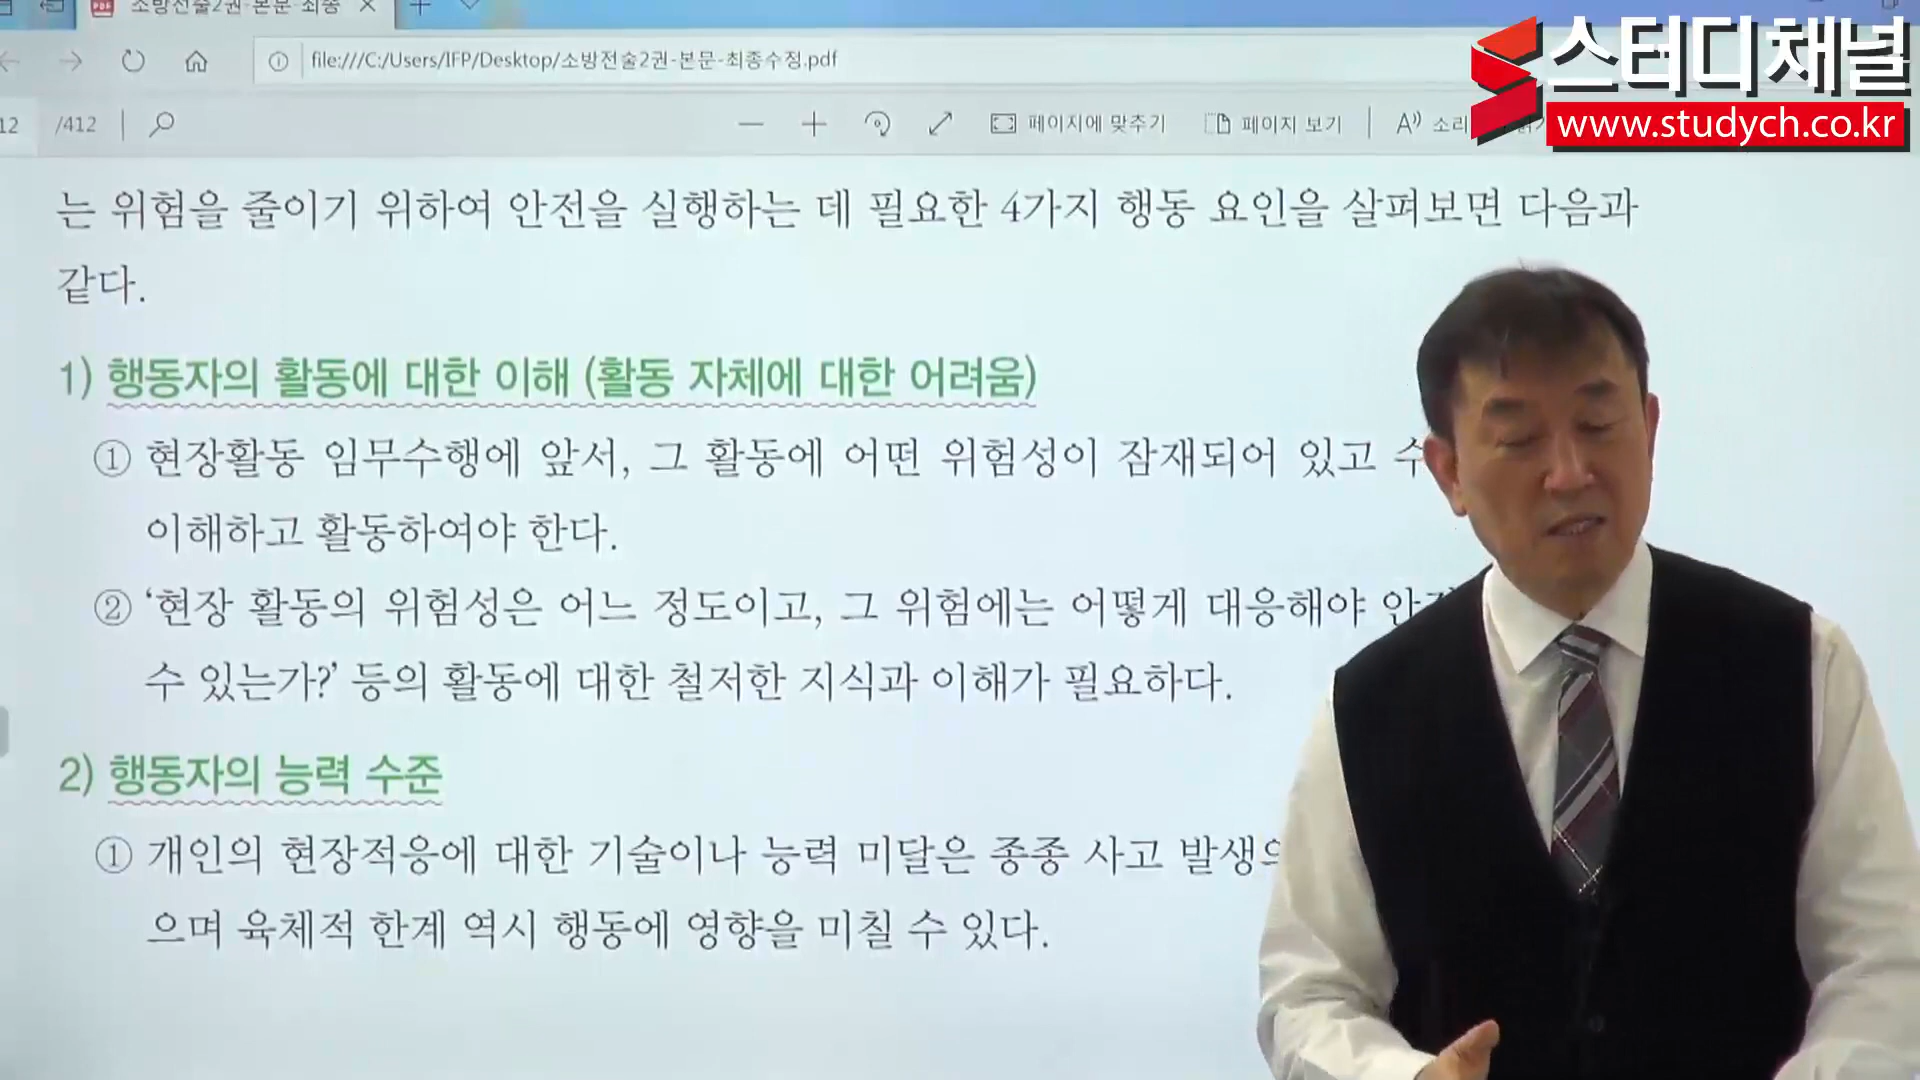 소방전술2권-본문-최종
스터디채널
www.studych.co.kr
file:///C:/Users/IFP/Desktop/소방전술2권-본문-최종수정.pdf
12 /412 페이지에 맞추기 페이지 보기 소리
는 위험을 줄이기 위하여 안전을 실행하는 데 필요한 4가지 행동 요인을 살펴보면 다음과
같다.
1) 행동자의 활동에 대한 이해 (활동 자체에 대한 어려움)
① 현장활동 임무수행에 앞서, 그 활동에 어떤 위험성이 잠재되어 있고 수
이해하고 활동하여야 한다.
② ‘현장 활동의 위험성은 어느 정도이고, 그 위험에는 어떻게 대응해야
수 있는가?’ 등의 활동에 대한 철저한 지식과 이해가 필요하다.
2) 행동자의 능력 수준
① 개인의 현장적응에 대한 기술이나 능력 미달은 종종 사고
으며 육체적 한계 역시 행동에 영향을 미칠 수 있다.